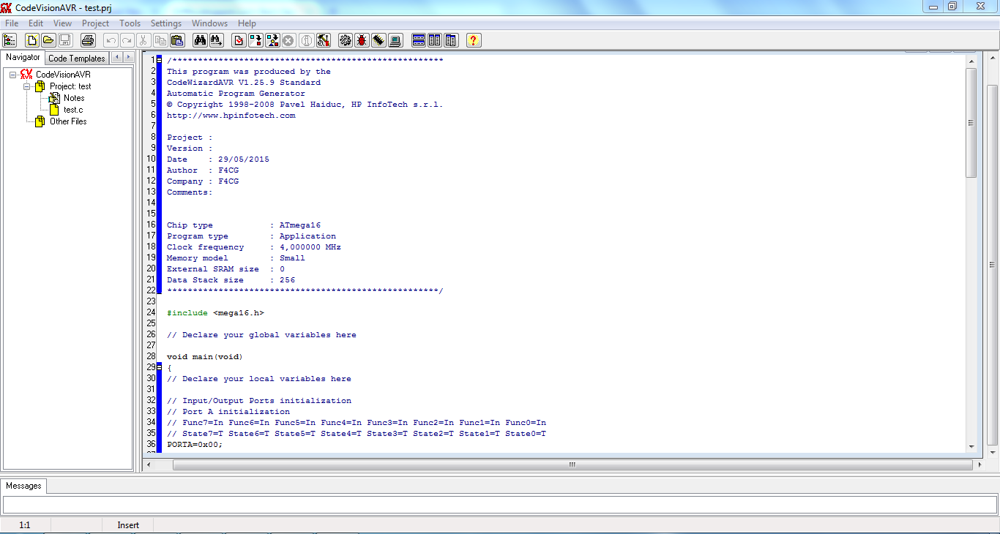 CodeVisionAVR - test.prj
File Edit View Project Tools Settings Windows Help
Navigator Code Templates
CodeVisionAVR
Project: test
Notes
test.c
Other Files
1 /*****************************************************
2 This program was produced by the
3 CodeWizardAVR V1.25.9 Standard
4 Automatic Program Generator
5 © Copyright 1998-2008 Pavel Haiduc, HP InfoTech s.r.l.
6 http://www.hpinfotech.com
7
8 Project :
9 Version :
10 Date    : 29/05/2015
11 Author  : F4CG
12 Company : F4CG
13 Comments:
14
15
16 Chip type           : ATmega16
17 Program type        : Application
18 Clock frequency     : 4,000000 MHz
19 Memory model        : Small
20 External SRAM size  : 0
21 Data Stack size     : 256
22 *****************************************************/
23
24 #include <mega16.h>
25
26 // Declare your global variables here
27
28 void main(void)
29 {
30 // Declare your local variables here
31
32 // Input/Output Ports initialization
33 // Port A initialization
34 // Func7=In Func6=In Func5=In Func4=In Func3=In Func2=In Func1=In Func0=In
35 // State7=T State6=T State5=T State4=T State3=T State2=T State1=T State0=T
36 PORTA=0x00;
Messages
1:1 Insert